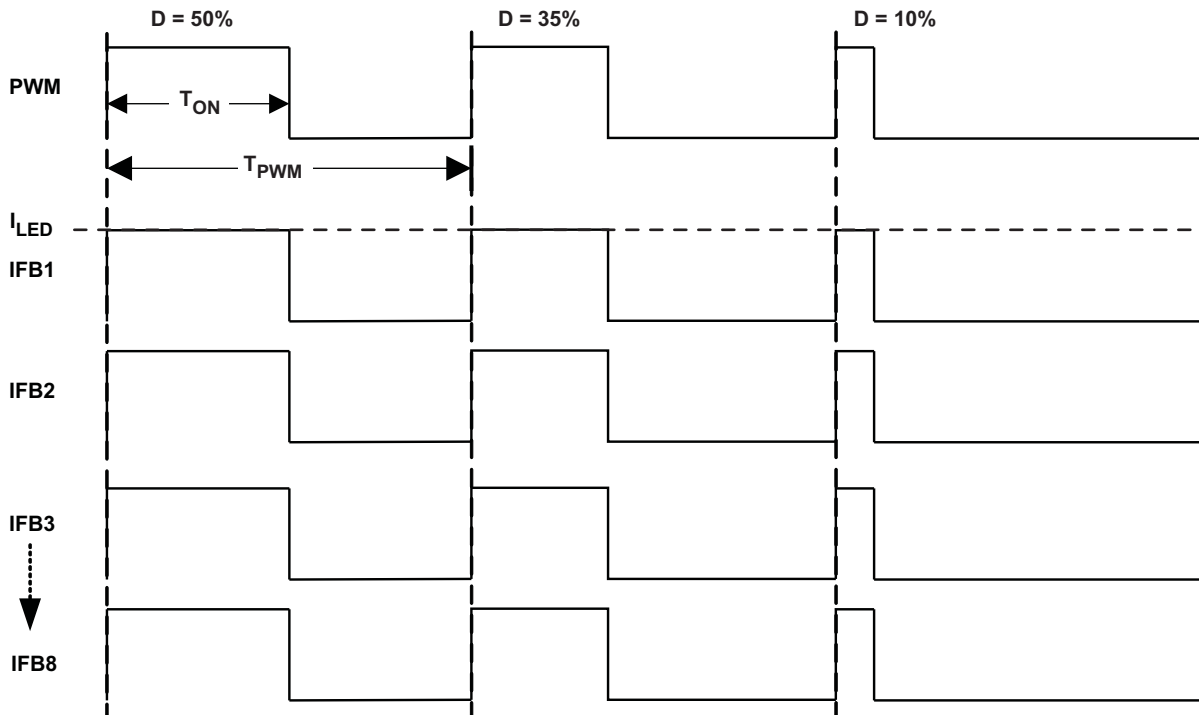 D = 50%
D = 35%
D = 10%
PWM
TON
TPWM
ILED
IFB1
IFB2
IFB3
IFB8